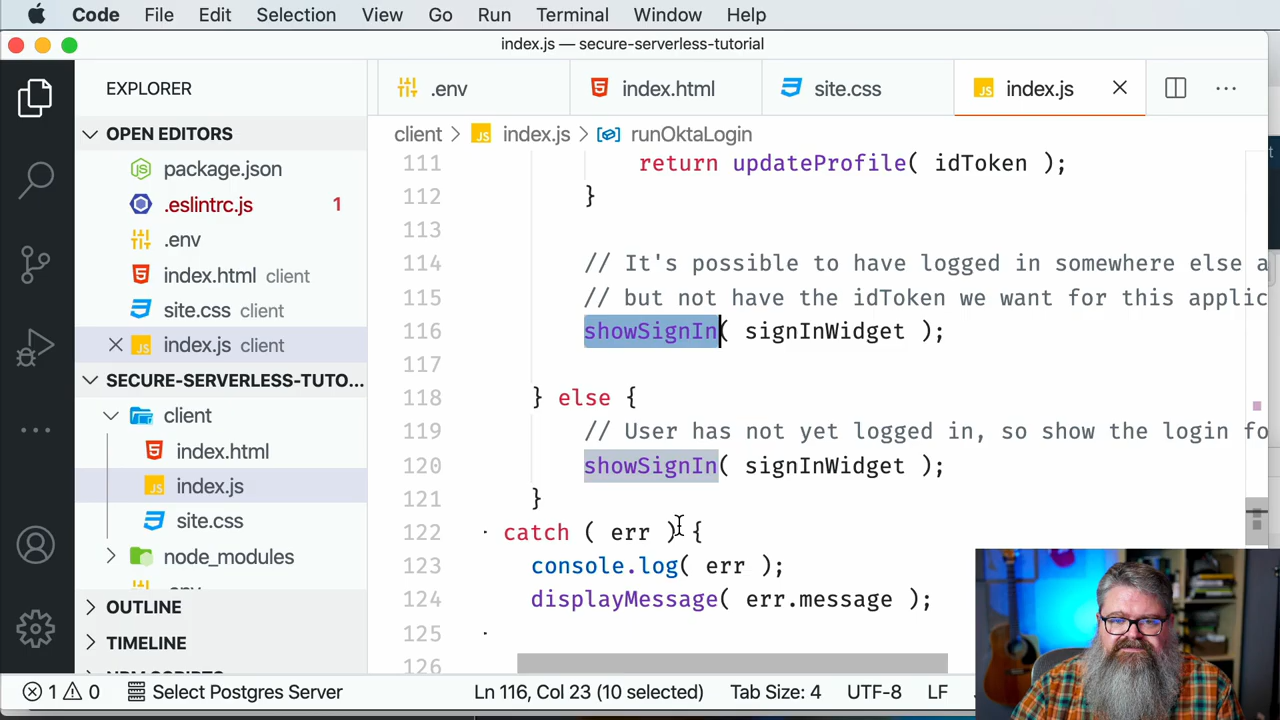 Code File Edit Selection View Go Run Terminal Window Help
index.js — secure-serverless-tutorial
EXPLORER
.env
index.html
site.css
JS index.js
OPEN EDITORS
client > JS index.js > runOktaLogin
package.json
.eslintrc.js 1
.env
index.html client
site.css client
JS index.js client
SECURE-SERVERLESS-TUTO...
client
index.html
JS index.js
site.css
node_modules
OUTLINE
TIMELINE
111 return updateProfile( idToken );
112 }
113
114 // It's possible to have logged in somewhere else
115 // but not have the idToken we want for this
116 showSignIn( signInWidget );
117
118 } else {
119 // User has not yet logged in, so show the login
120 showSignIn( signInWidget );
121 }
122 catch ( err ) {
123 console.log( err );
124 displayMessage( err.message );
125
126
1 0 Select Postgres Server Ln 116, Col 23 (10 selected) Tab Size: 4 UTF-8 LF